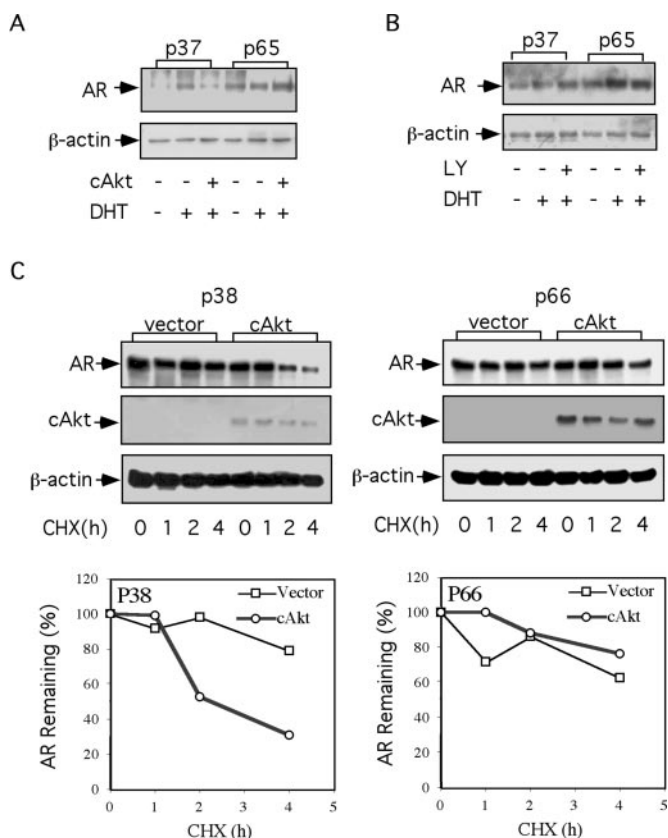 A
p37 p65
AR
β-actin
cAkt - - + - - +
DHT - + + - + +
B
p37 p65
AR
β-actin
LY - - + - - +
DHT - + + - + +
C
p38
vector cAkt
AR
cAkt
β-actin
CHX(h) 0 1 2 4 0 1 2 4
p66
vector cAkt
AR
cAkt
β-actin
CHX(h) 0 1 2 4 0 1 2 4
120
100
80
60
40
20
0
AR Remaining (%)
P38
Vector
cAkt
0 1 2 3 4 5
CHX (h)
120
100
80
60
40
20
0
AR Remaining (%)
P66
Vector
cAkt
0 1 2 3 4 5
CHX (h)